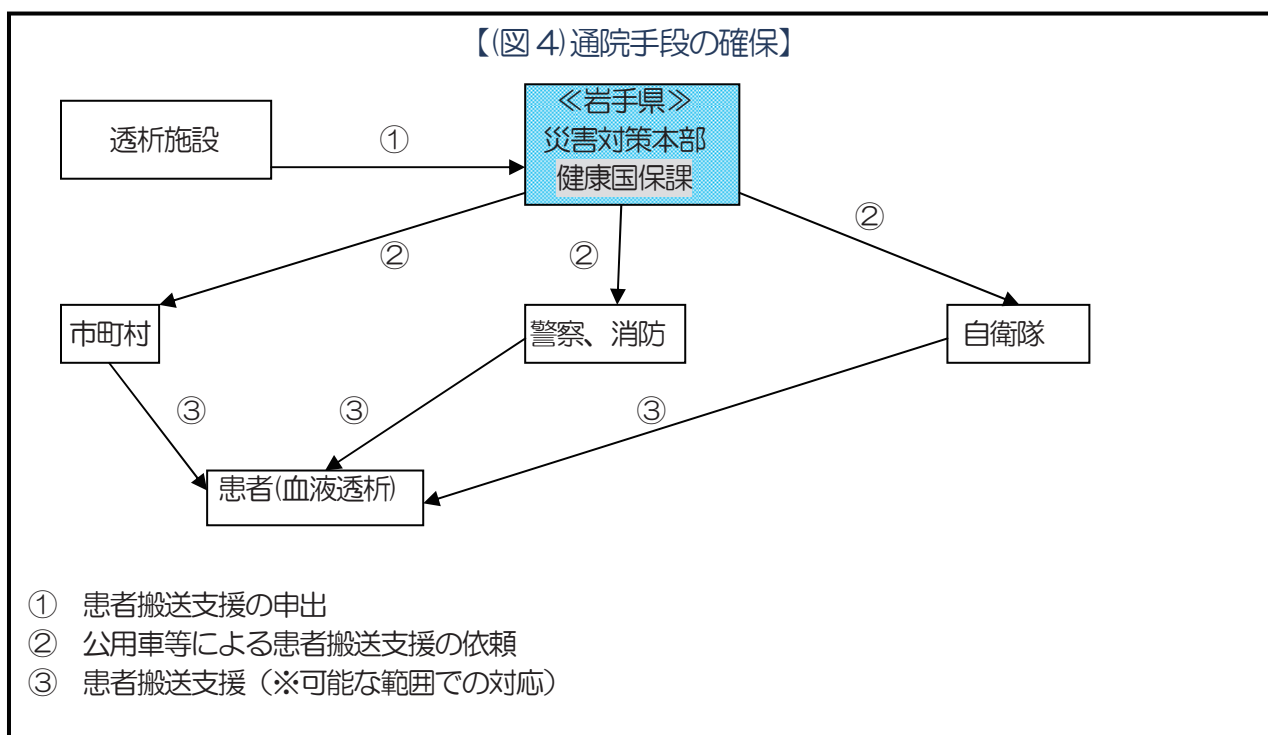 【(図 4)通院手段の確保】
≪岩手県≫
災害対策本部
健康国保課
透析施設
①
②
②
②
市町村
警察、消防
自衛隊
③
③
③
患者(血液透析)
① 患者搬送支援の申出
② 公用車等による患者搬送支援の依頼
③ 患者搬送支援（※可能な範囲での対応）